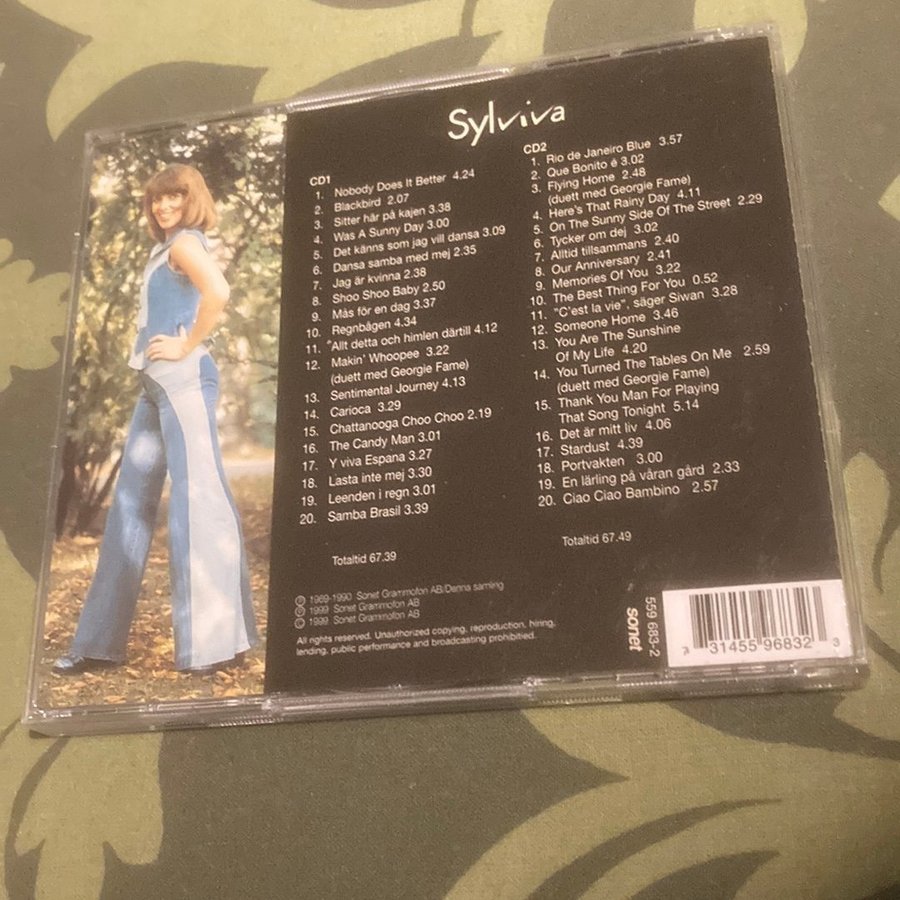 Sylviva
CD1
1. Nobody Does It Better 4.24
2. Blackbird 2.07
3. Sitter här på kajen 3.38
4. Was A Sunny Day 3.00
5. Det känns som jag vill dansa 3.09
6. Dansa samba med mej 2.35
7. Jag är kvinna 2.38
8. Shoo Shoo Baby 2.50
9. Mås för en dag 3.37
10. Regnbågen 4.34
11. "Allt detta och himlen därtill 4.12
12. Makin' Whoopee 3.22
(duett med Georgie Fame)
13. Sentimental Journey 4.13
14. Carioca 3.29
15. Chattanooga Choo Choo 2.19
16. The Candy Man 3.01
17. Y viva Espana 3.27
18. Lasta inte mej 3.30
19. Leenden i regn 3.01
20. Samba Brasil 3.39
Totaltid 67.39
CD2
1. Rio de Janeiro Blue 3.57
2. Que Bonito é 3.02
3. Flying Home 2.48
(duett med Georgie Fame)
4. Here's That Rainy Day 4.11
5. On The Sunny Side Of The Street 2.29
6. Tycker om dej 3.02
7. Alltid tillsammans 2.40
8. Our Anniversary 2.41
9. Memories Of You 3.22
10. The Best Thing For You 0.52
11. "C'est la vie", säger Siwan 3.28
12. Someone Home 3.46
13. You Are The Sunshine
Of My Life 4.20
14. You Turned The Tables On Me 2.59
(duett med Georgie Fame)
15. Thank You Man For Playing
That Song Tonight 5.14
16. Det är mitt liv 4.06
17. Stardust 4.39
18. Portvakten 3.00
19. En lärling på våran gård 2.33
20. Ciao Ciao Bambino 2.57
Totaltid 67.49
℗ 1969-1990 Sonet Grammofon AB/Denna samling
℗ 1999 Sonet Grammofon AB
© 1999 Sonet Grammofon AB
All rights reserved. Unauthorized copying, reproduction, hiring,
lending, public performance and broadcasting prohibited.
559 683-2
sonet
7 31455 96832 3